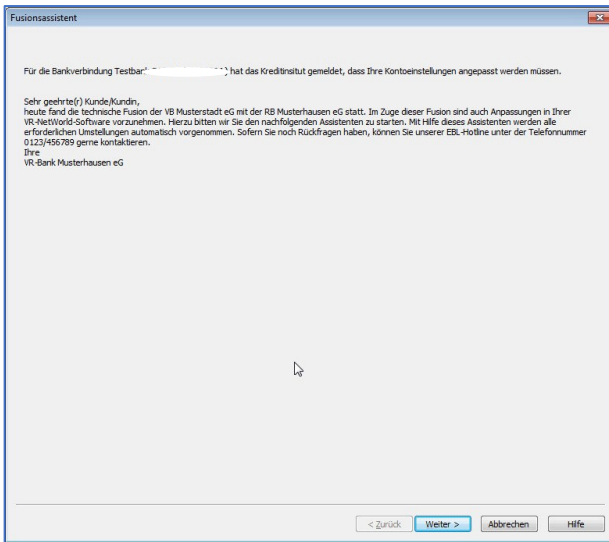 Fusionsassistent
Für die Bankverbindung Testbank ) hat das Kreditinsitut gemeldet, dass Ihre Kontoeinstellungen angepasst werden müssen.
Sehr geehrte(r) Kunde/Kundin,
heute fand die technische Fusion der VB Musterstadt eG mit der RB Musterhausen eG statt. Im Zuge dieser Fusion sind auch Anpassungen in Ihrer
VR-NetWorld-Software vorzunehmen. Hierzu bitten wir Sie den nachfolgenden Assistenten zu starten. Mit Hilfe dieses Assistenten werden alle
erforderlichen Umstellungen automatisch vorgenommen. Sofern Sie noch Rückfragen haben, können Sie unserer EBL-Hotline unter der Telefonnummer
0123/456789 gerne kontaktieren.
Ihre
VR-Bank Musterhausen eG
< Zurück
Weiter >
Abbrechen
Hilfe